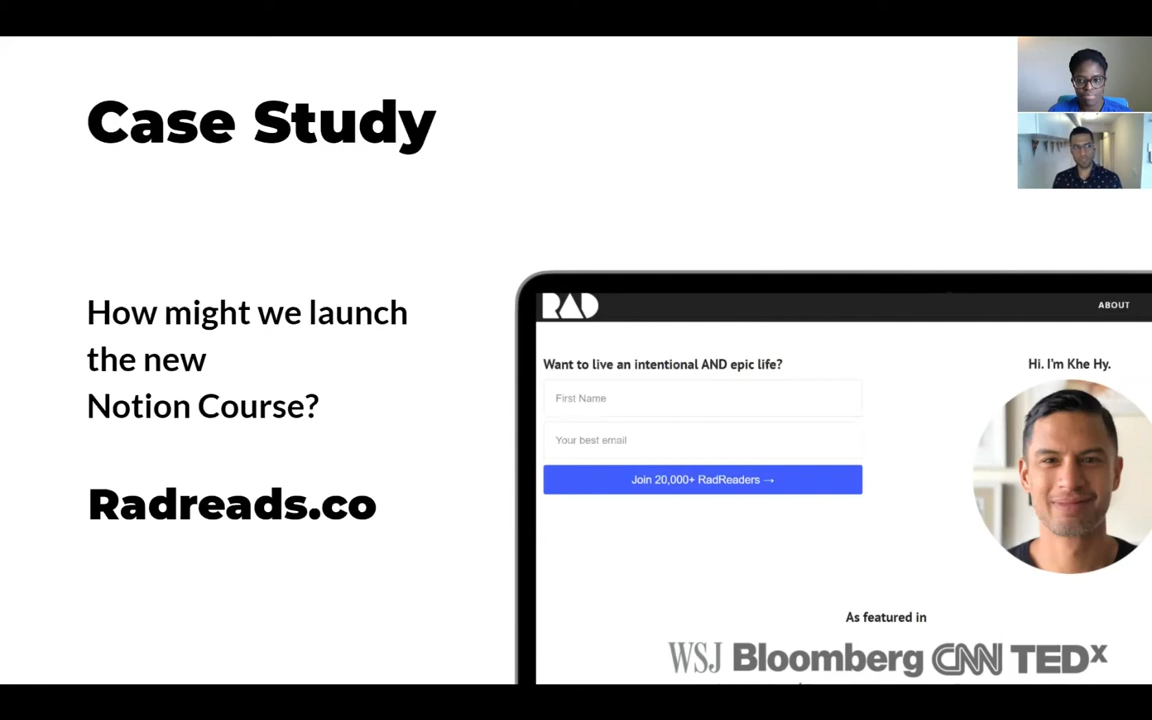 Case Study
How might we launch
the new
Notion Course?
Radreads.co
RAD
ABOUT
Want to live an intentional AND epic life?
First Name
Your best email
Join 20,000+ RadReaders →
Hi. I'm Khe Hy.
As featured in
WSJ Bloomberg CNN TEDx